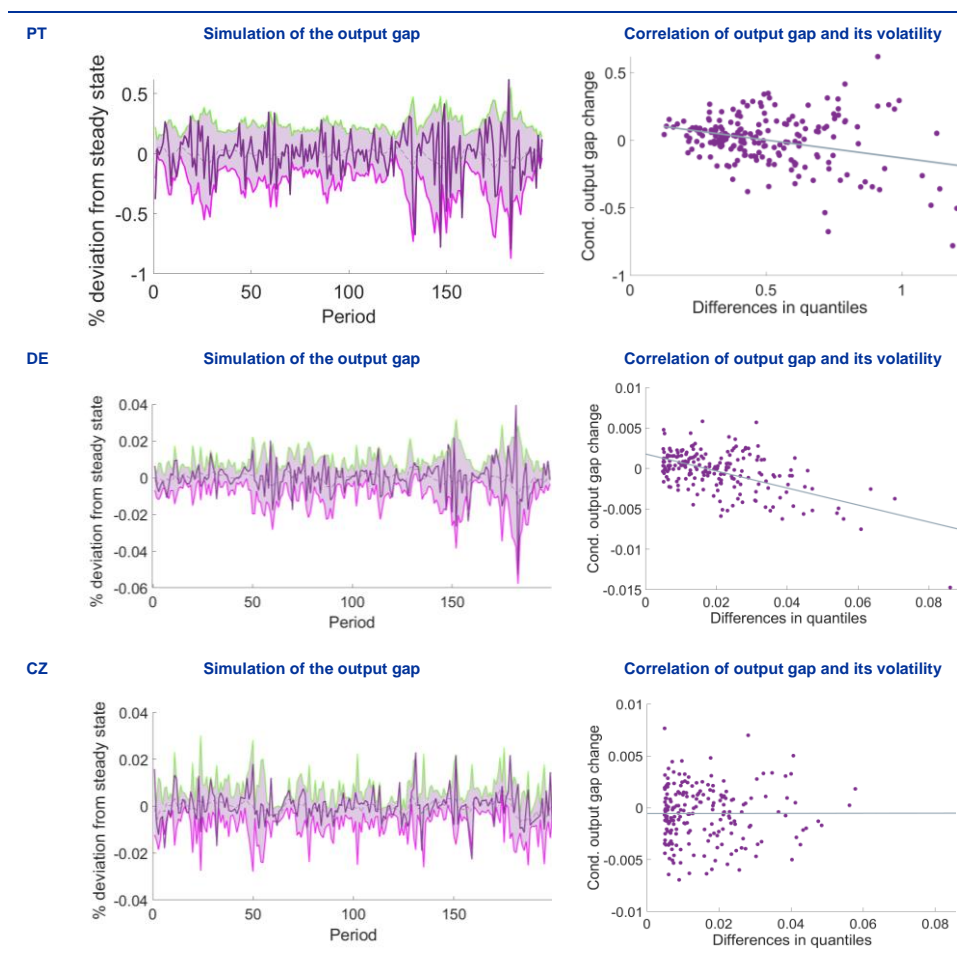 PT Simulation of the output gap Correlation of output gap and its volatility
% deviation from steady state
0.5
0
-0.5
-1
0 50 100 150
Period
Cond. output gap change
0.5
0
-0.5
-1
0 0.5 1
Differences in quantiles
DE Simulation of the output gap Correlation of output gap and its volatility
% deviation from steady state
0.04
0.02
0
-0.02
-0.04
-0.06
0 50 100 150
Period
Cond. output gap change
0.01
0.005
0
-0.005
-0.01
-0.015
0 0.02 0.04 0.06 0.08
Differences in quantiles
CZ Simulation of the output gap Correlation of output gap and its volatility
% deviation from steady state
0.04
0.02
0
-0.02
-0.04
0 50 100 150
Period
Cond. output gap change
0.01
0.005
0
-0.005
-0.01
0 0.02 0.04 0.06 0.08
Differences in quantiles